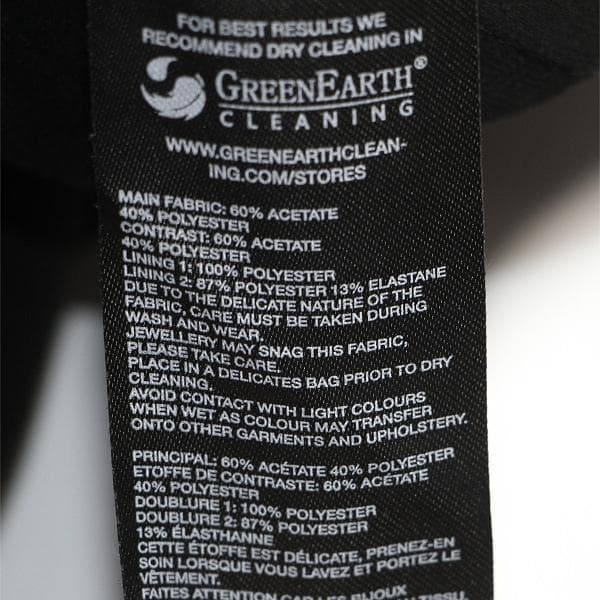 FOR BEST RESULTS WE
RECOMMEND DRY CLEANING IN
GREENEARTH®
CLEANING
WWW.GREENEARTHCLEAN-
ING.COM/STORES
MAIN FABRIC: 60% ACETATE
40% POLYESTER
CONTRAST: 60% ACETATE
40% POLYESTER
LINING 1: 100% POLYESTER
LINING 2: 87% POLYESTER 13% ELASTANE
DUE TO THE DELICATE NATURE OF THE
FABRIC, CARE MUST BE TAKEN DURING
WASH AND WEAR.
JEWELLERY MAY SNAG THIS FABRIC,
PLEASE TAKE CARE.
PLACE IN A DELICATES BAG PRIOR TO DRY
CLEANING.
AVOID CONTACT WITH LIGHT COLOURS
WHEN WET AS COLOUR MAY TRANSFER
ONTO OTHER GARMENTS AND UPHOLSTERY.
PRINCIPAL: 60% ACÉTATE 40% POLYESTER
ETOFFE DE CONTRASTE: 60% ACÉTATE
40% POLYESTER
DOUBLURE 1: 100% POLYESTER
DOUBLURE 2: 87% POLYESTER
13% ÉLASTHANNE
CETTE ÉTOFFE EST DÉLICATE, PRENEZ-EN
SOIN LORSQUE VOUS LAVEZ ET PORTEZ LE
VÊTEMENT.
FAITES ATTENTION CAR LES BIJOUX
TISSU.